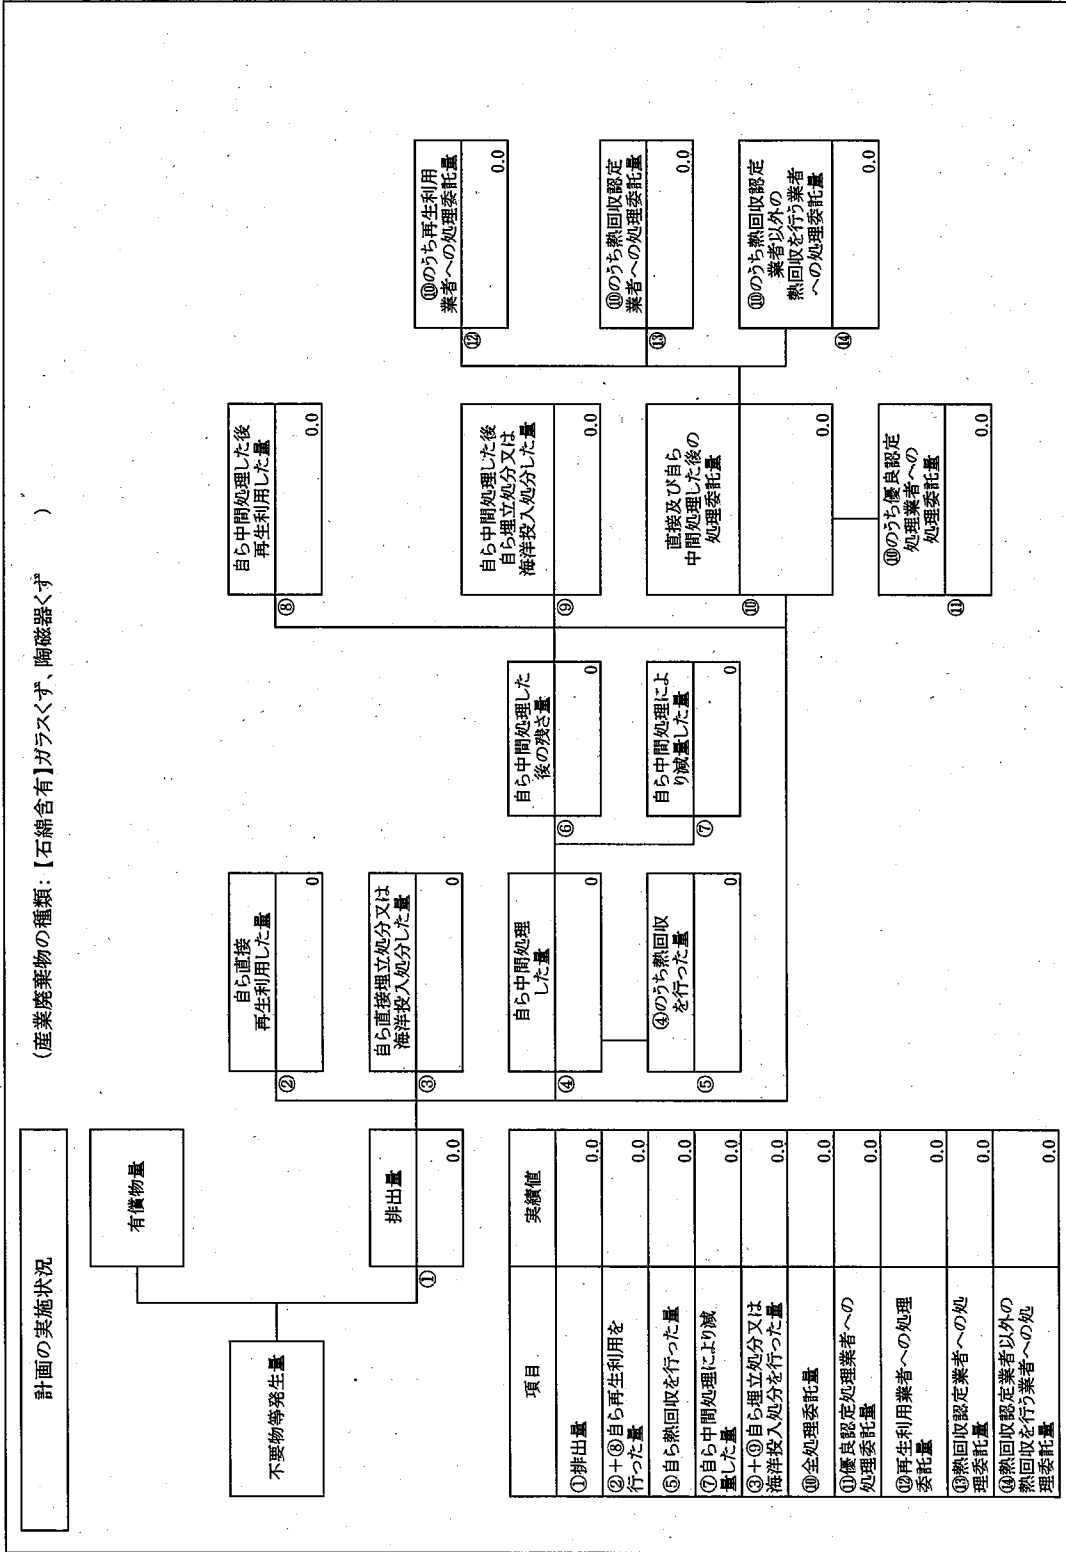 計画の実施状況
(産業廃棄物の種類:【石綿含有】ガラスくず、陶磁器くず )
不要物等発生量
有償物量
①
排出量
0.0
②
自ら直接
再生利用した量
0
③
自ら直接埋立処分又は
海洋投入処分した量
0
④
自ら中間処理
した量
0
⑤
④のうち熱回収
を行った量
0
⑥
自ら中間処理した
後の残さ量
0
⑦
自ら中間処理によ
り減量した量
0
⑧
自ら中間処理した後
再生利用した量
0.0
⑨
自ら中間処理した後
自ら埋立処分又は
海洋投入処分した量
0.0
⑩
直接及び自ら
中間処理した後の
処理委託量
0.0
⑪
⑩のうち優良認定
処理業者への
処理委託量
0.0
⑫
⑩のうち再生利用
業者への処理委託量
0.0
⑬
⑩のうち熱回収認定
業者への処理委託量
0.0
⑭
⑩のうち熱回収認定
業者以外の
熱回収を行う業者
への処理委託量
0.0
項目 実績値
①排出量 0.0
②+⑧自ら再生利用を
行った量 0.0
⑤自ら熱回収を行った量 0.0
⑦自ら中間処理により減
量した量 0.0
③+⑨自ら埋立処分又は
海洋投入処分を行った量 0.0
⑩全処理委託量 0.0
⑪優良認定処理業者への
処理委託量 0.0
⑫再生利用業者への処理
委託量 0.0
⑬熱回収認定業者への処
理委託量 0.0
⑭熱回収認定業者以外の
熱回収を行う業者への処
理委託量 0.0